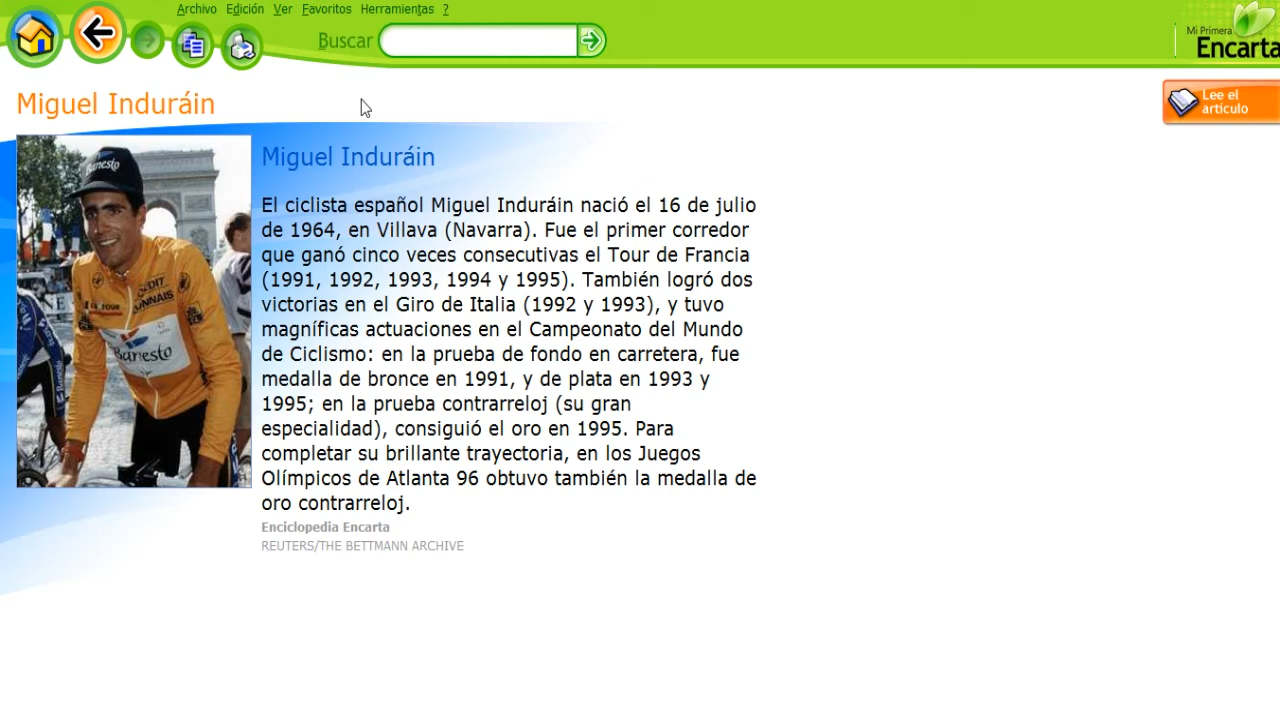 Archivo Edición Ver Favoritos Herramientas ?
Buscar
Mi Primera
Encarta
Lee el
artículo
Miguel Induráin
Miguel Induráin
El ciclista español Miguel Induráin nació el 16 de julio
de 1964, en Villava (Navarra). Fue el primer corredor
que ganó cinco veces consecutivas el Tour de Francia
(1991, 1992, 1993, 1994 y 1995). También logró dos
victorias en el Giro de Italia (1992 y 1993), y tuvo
magníficas actuaciones en el Campeonato del Mundo
de Ciclismo: en la prueba de fondo en carretera, fue
medalla de bronce en 1991, y de plata en 1993 y
1995; en la prueba contrarreloj (su gran
especialidad), consiguió el oro en 1995. Para
completar su brillante trayectoria, en los Juegos
Olímpicos de Atlanta 96 obtuvo también la medalla de
oro contrarreloj.
Enciclopedia Encarta
REUTERS/THE BETTMANN ARCHIVE
Banesto
Banesto